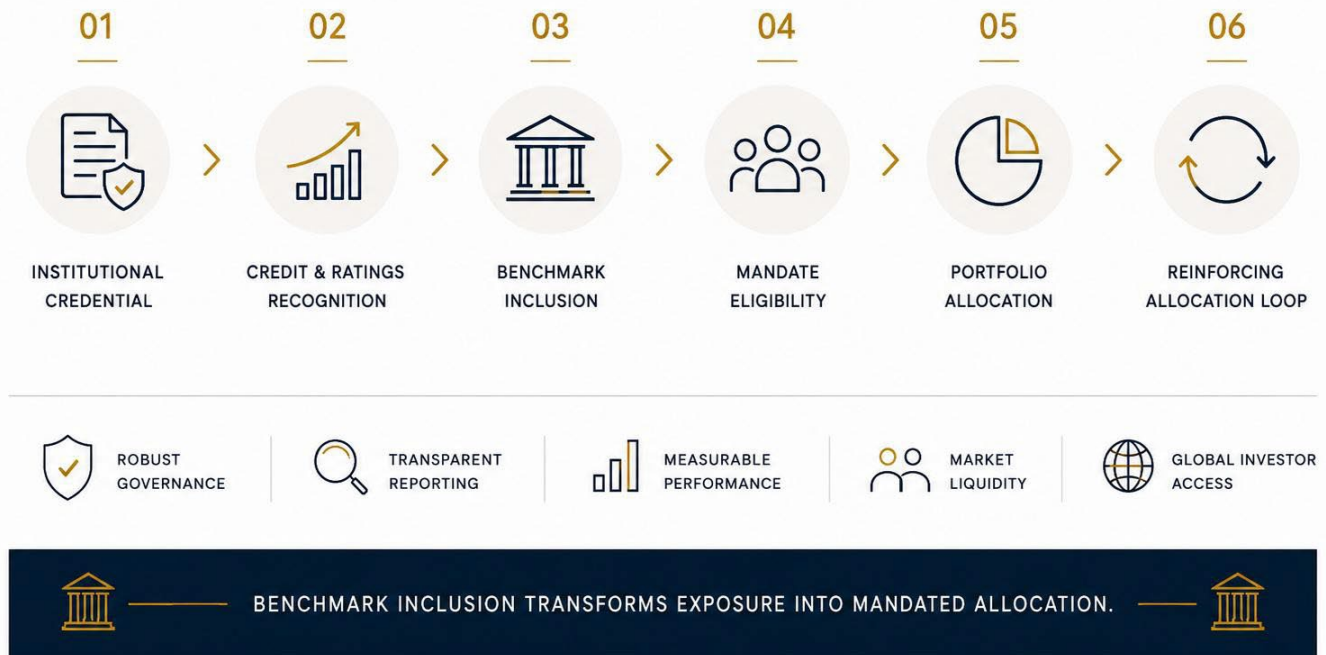 01
02
03
04
05
06
INSTITUTIONAL
CREDENTIAL
CREDIT & RATINGS
RECOGNITION
BENCHMARK
INCLUSION
MANDATE
ELIGIBILITY
PORTFOLIO
ALLOCATION
REINFORCING
ALLOCATION LOOP
ROBUST
GOVERNANCE
TRANSPARENT
REPORTING
MEASURABLE
PERFORMANCE
MARKET
LIQUIDITY
GLOBAL INVESTOR
ACCESS
BENCHMARK INCLUSION TRANSFORMS EXPOSURE INTO MANDATED ALLOCATION.